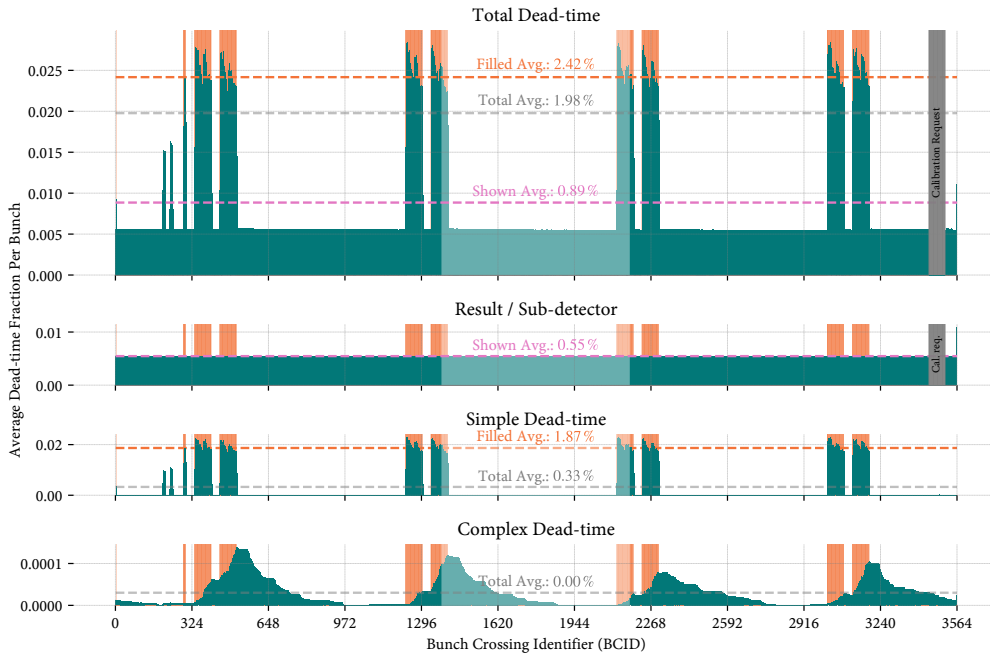 Total Dead-time
Filled Avg.: 2.42 %
0.025
Total Avg.: 1.98 %
0.020
0.015
0.010
Shown Avg.: 0.89 %
0.005
0.000
Calibration Request
Average Dead-time Fraction Per Bunch
Result / Sub-detector
0.01
Shown Avg.: 0.55 %
0.00
Cal. req.
Simple Dead-time
Filled Avg.: 1.87 %
0.02
Total Avg.: 0.33 %
0.00
Complex Dead-time
0.0001
Total Avg.: 0.00 %
0.0000
0 324 648 972 1296 1620 1944 2268 2592 2916 3240 3564
Bunch Crossing Identifier (BCID)